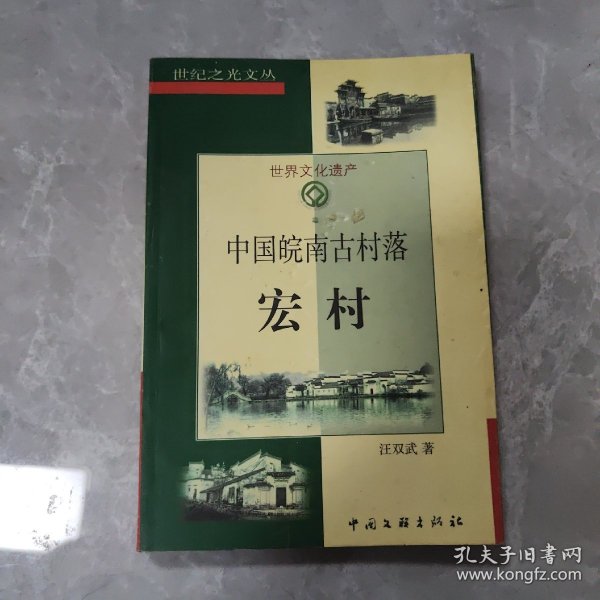 世纪之光文丛
世界文化遗产
中国皖南古村落
宏村
汪双武 著
中国文联出版社
孔夫子旧书网
www.kongfz.com